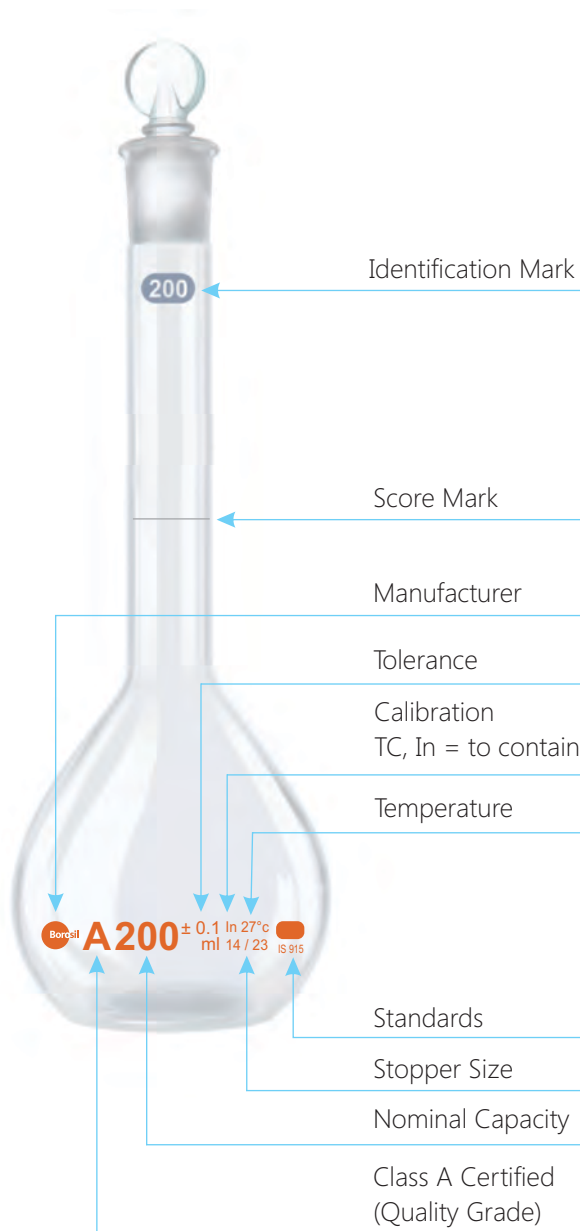 200
Identification Mark
Score Mark
Manufacturer
Tolerance
Calibration
TC, In = to contain
Temperature
Borosil A 200 ± 0.1 ml In 27°c
14 / 23
IS 915
Standards
Stopper Size
Nominal Capacity
Class A Certified
(Quality Grade)